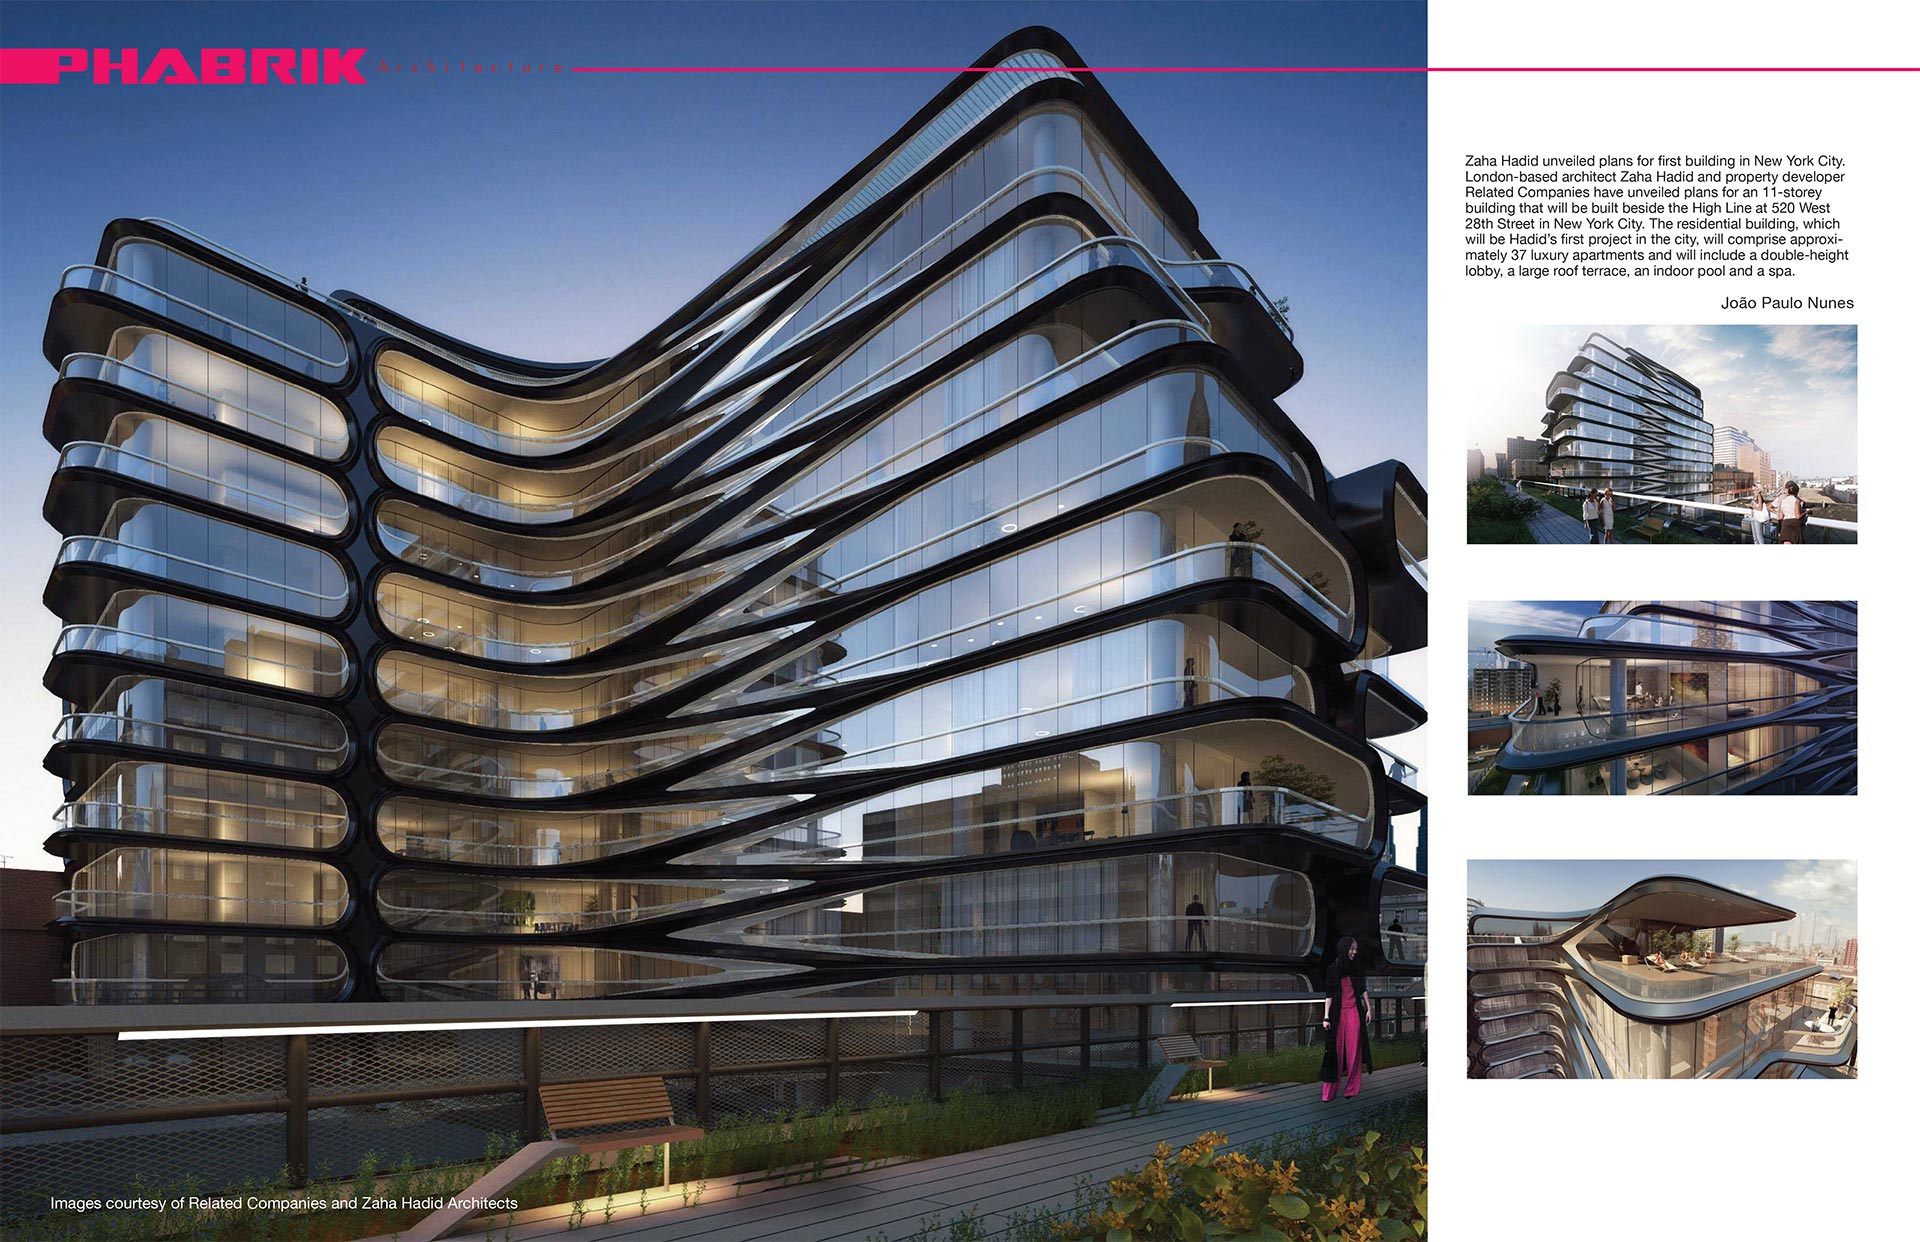 PHABRIK Architecture
Zaha Hadid unveiled plans for first building in New York City.
London-based architect Zaha Hadid and property developer
Related Companies have unveiled plans for an 11-storey
building that will be built beside the High Line at 520 West
28th Street in New York City. The residential building, which
will be Hadid's first project in the city, will comprise approxi-
mately 37 luxury apartments and will include a double-height
lobby, a large roof terrace, an indoor pool and a spa.
João Paulo Nunes
Images courtesy of Related Companies and Zaha Hadid Architects